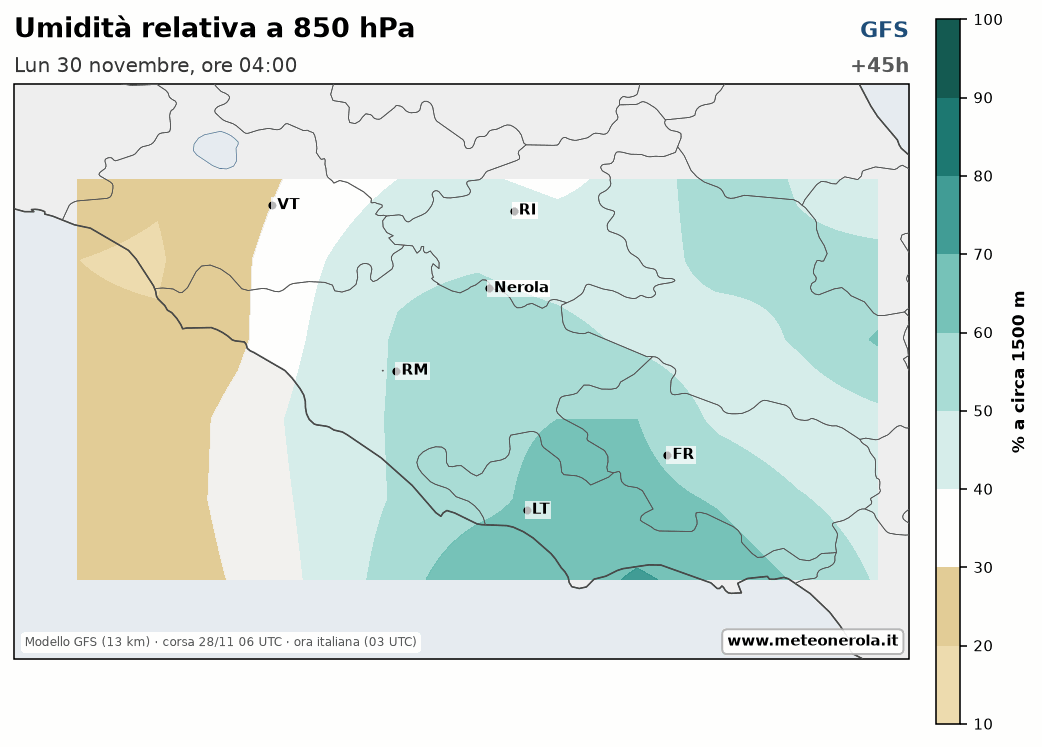 Umidità relativa a 850 hPa
GFS
Lun 30 novembre, ore 04:00
+45h
100
90
80
70
60
50
40
30
20
10
% a circa 1500 m
VT
RI
Nerola
RM
FR
LT
Modello GFS (13 km) · corsa 28/11 06 UTC · ora italiana (03 UTC)
www.meteonerola.it